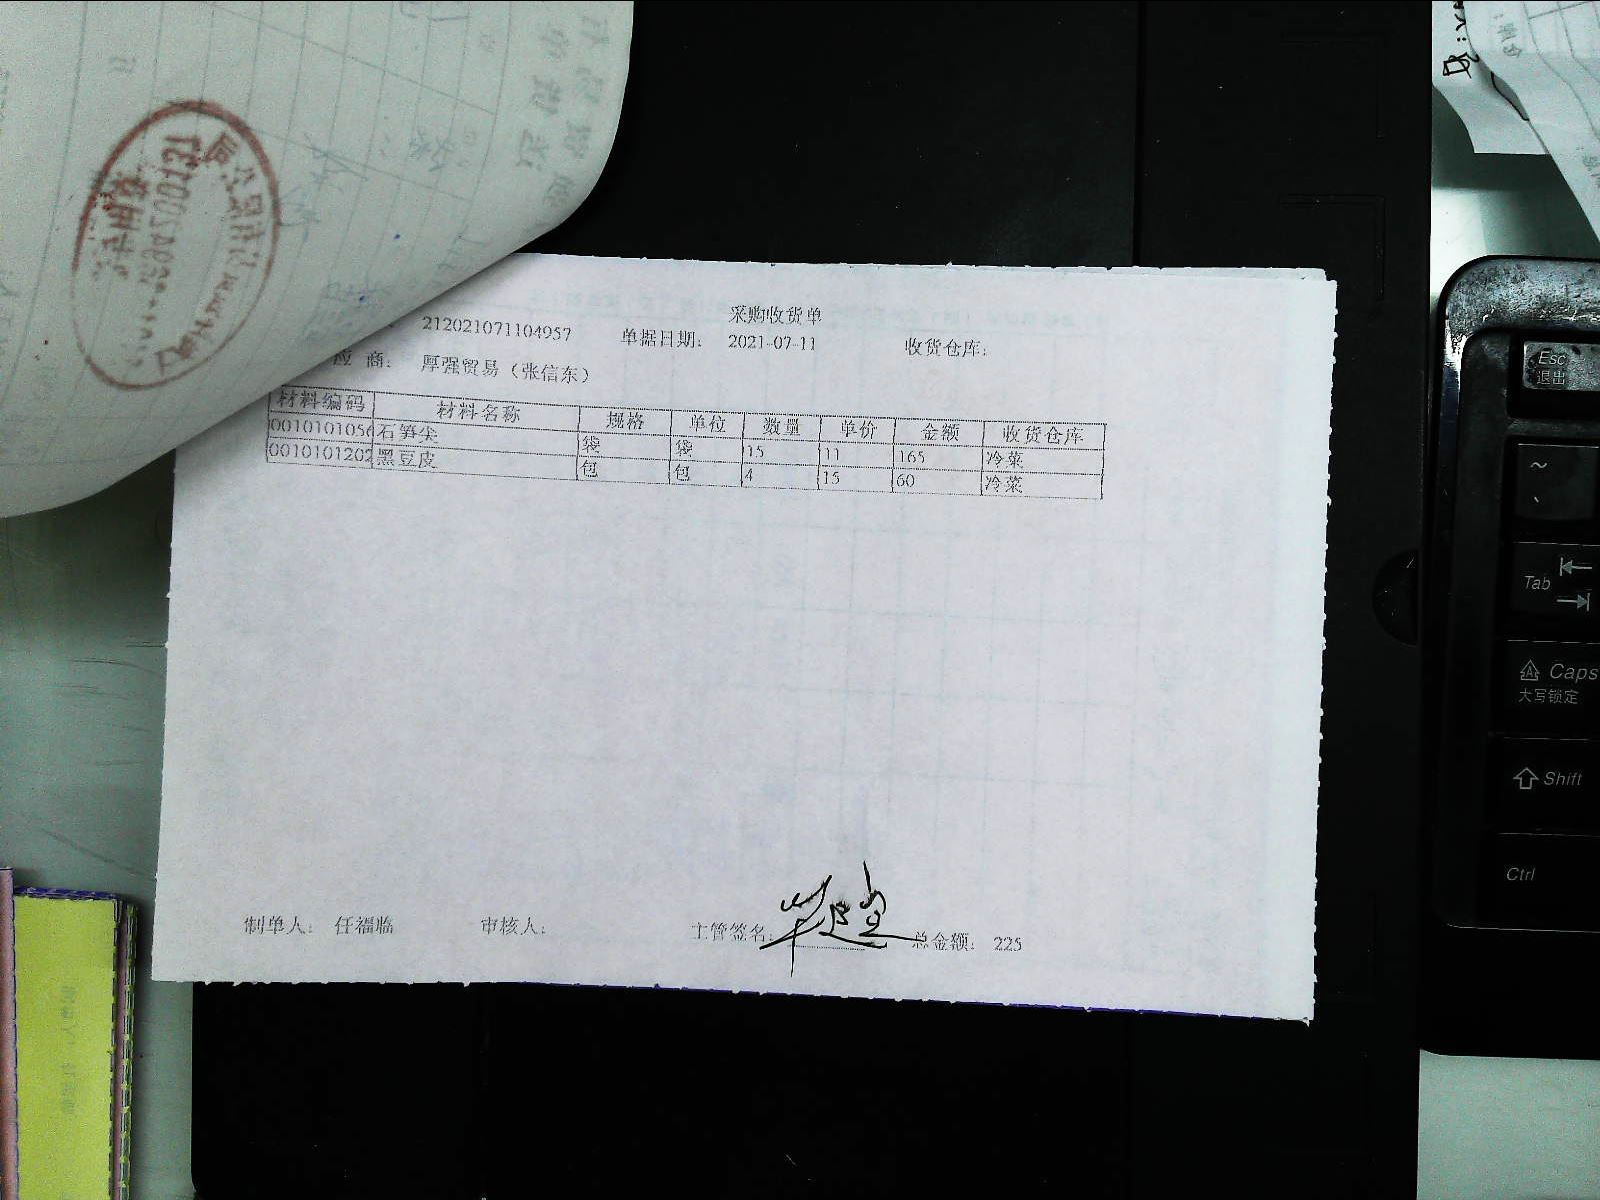 采购收货单
212021071104957 单据日期: 2021-07-11 收货仓库:
应 商: 厚强贸易（张信东）
材料编码 材料名称 规格 单位 数量 单价 金额 收货仓库
0010101056 石笋尖 袋 袋 15 11 165 冷菜
0010101202 黑豆皮 包 包 4 15 60 冷菜
制单人: 任福临 审核人: 主管签名: 总金额: 225
Esc
退出
~
Tab
Caps
大写锁定
Shift
Ctrl